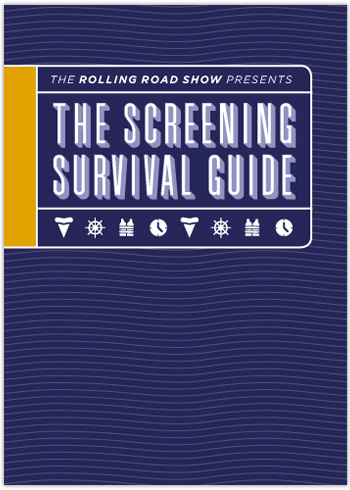 THE ROLLING ROAD SHOW PRESENTS
THE SCREENING
SURVIVAL GUIDE